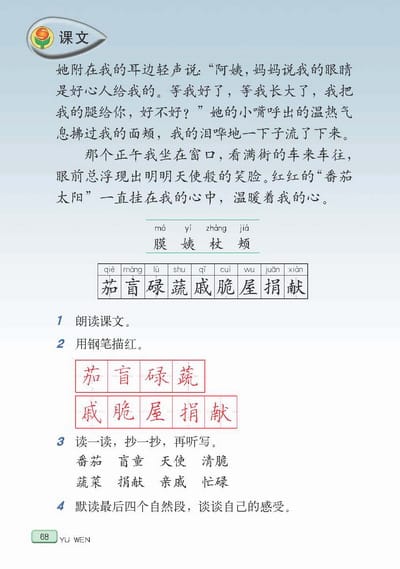 课文
她附在我的耳边轻声说：“阿姨，妈妈说我的眼睛
是好心人给我的。等我好了，等我长大了，我把
我的腿给你，好不好？”她的小嘴呼出的温热气
息拂过我的面颊，我的泪哗地一下子流了下来。
那个正午我坐在窗口，看满街的车来车往，
眼前总浮现出明明天使般的笑脸。红红的“番茄
太阳”一直挂在我的心中，温暖着我的心。
mó yí zhàng jiá
膜 姨 杖 颊
qié máng lù shu qī cuì wu juān xiàn
茄盲碌蔬戚脆屋捐献
1 朗读课文。
2 用钢笔描红。
茄盲碌蔬
戚脆屋捐献
3 读一读，抄一抄，再听写。
番茄 盲童 天使 清脆
蔬菜 捐献 亲戚 忙碌
4 默读最后四个自然段，谈谈自己的感受。
68 YU WEN